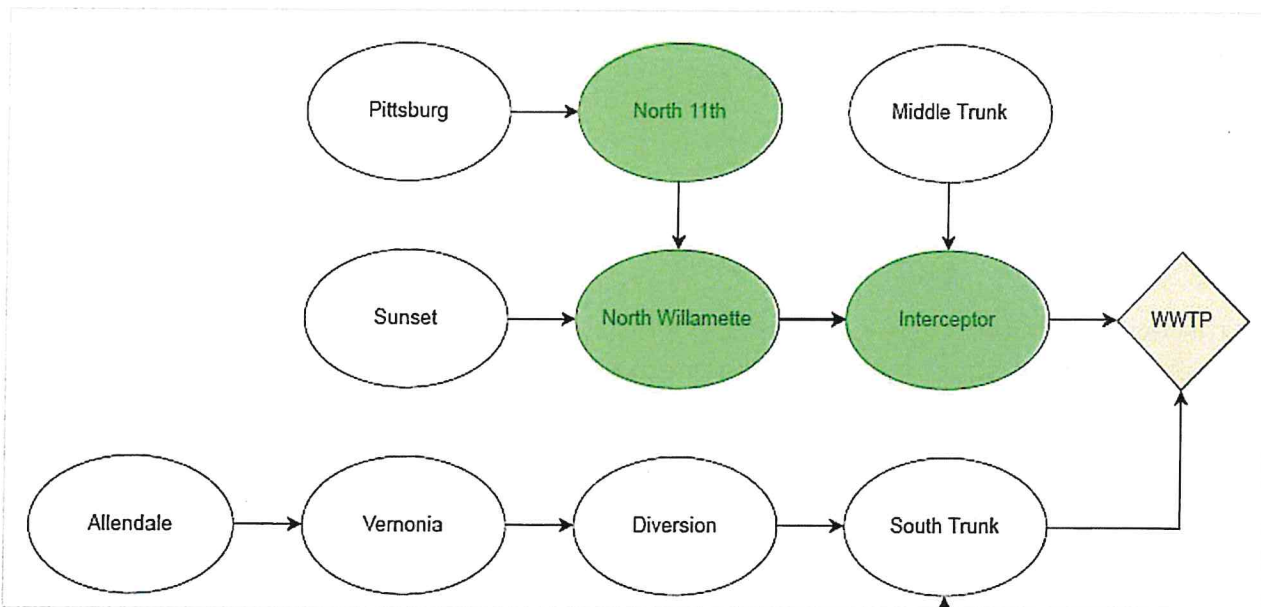 Pittsburg
North 11th
Middle Trunk
Sunset
North Willamette
Interceptor
WWTP
Allendale
Vernonia
Diversion
South Trunk